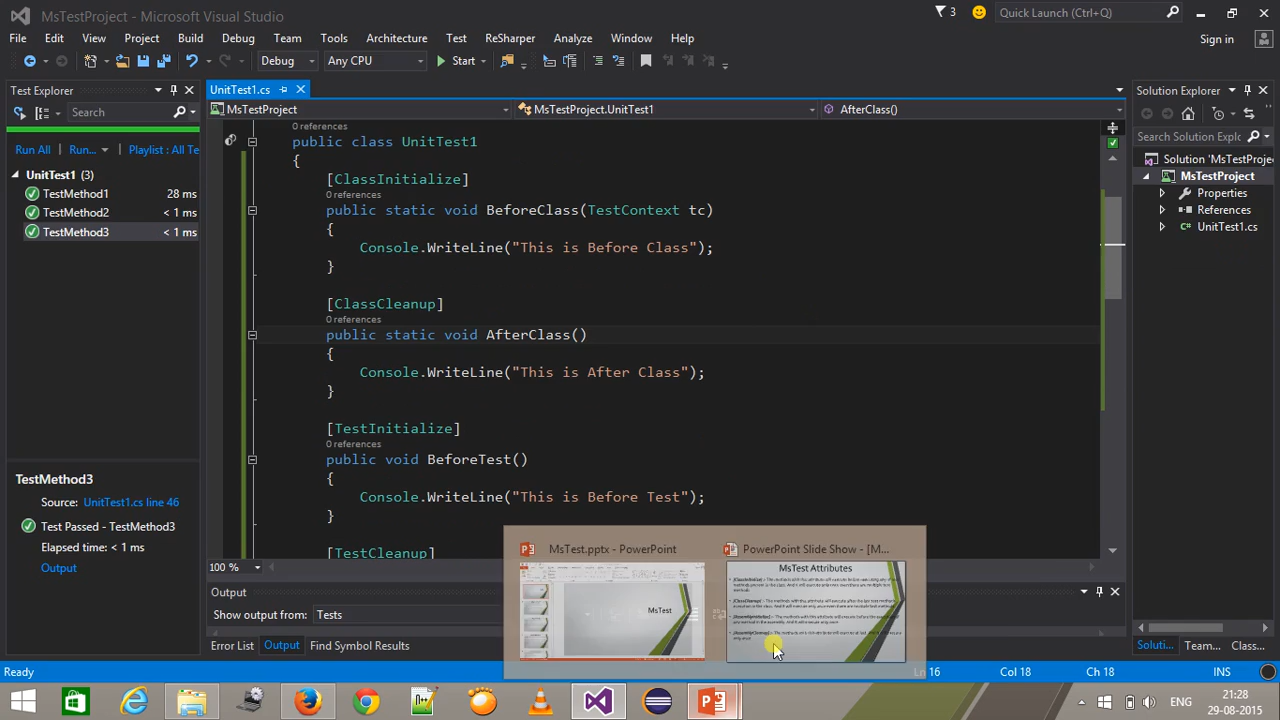 MsTestProject - Microsoft Visual Studio
3
Quick Launch (Ctrl+Q)
File Edit View Project Build Debug Team Tools Architecture Test ReSharper Analyze Window Help
Sign in
Debug Any CPU Start
Test Explorer
Search
Run All Run... Playlist : All Te
UnitTest1 (3)
TestMethod1 28 ms
TestMethod2 < 1 ms
TestMethod3 < 1 ms
TestMethod3
Source: UnitTest1.cs line 46
Test Passed - TestMethod3
Elapsed time: < 1 ms
Output
UnitTest1.cs
MsTestProject MsTestProject.UnitTest1 AfterClass()
0 references
public class UnitTest1
{
[ClassInitialize]
0 references
public static void BeforeClass(TestContext tc)
{
Console.WriteLine("This is Before Class");
}
[ClassCleanup]
0 references
public static void AfterClass()
{
Console.WriteLine("This is After Class");
}
[TestInitialize]
0 references
public void BeforeTest()
{
Console.WriteLine("This is Before Test");
}
[TestCleanup]
100 %
Output
Show output from: Tests
Error List Output Find Symbol Results
Solution Explorer
Search Solution Explo
Solution 'MsTestProjec
MsTestProject
Properties
References
UnitTest1.cs
Soluti... Team... Class...
MsTest.pptx - PowerPoint
MsTest
PowerPoint Slide Show - [M...
MsTest Attributes
Ready Ln 16 Col 18 Ch 18 INS
ENG 21:28
29-08-2015